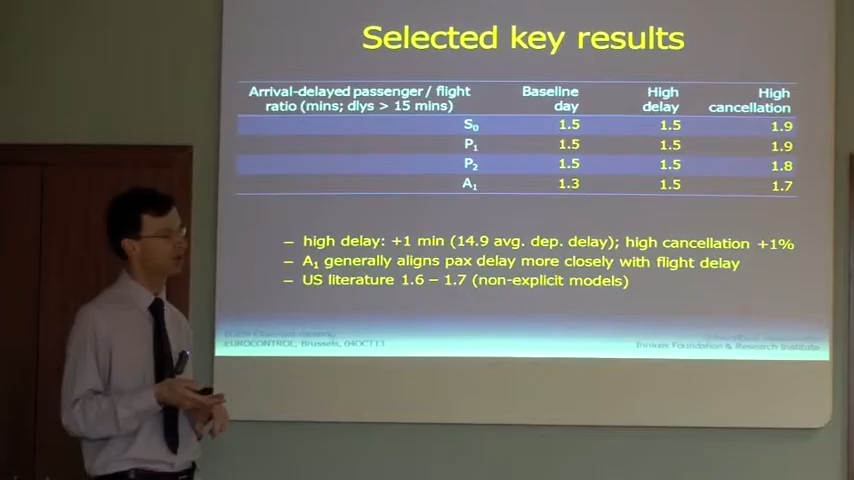 Selected key results
Arrival-delayed passenger / flight ratio (mins; dlys > 15 mins) Baseline day High delay High cancellation
S0 1.5 1.5 1.9
P1 1.5 1.5 1.9
P2 1.5 1.5 1.8
A1 1.3 1.5 1.7
– high delay: +1 min (14.9 avg. dep. delay); high cancellation +1%
– A1 generally aligns pax delay more closely with flight delay
– US literature 1.6 – 1.7 (non-explicit models)
EUROCONTROL, Brussels, 04OCT13
Innaxis Foundation & Research Institute